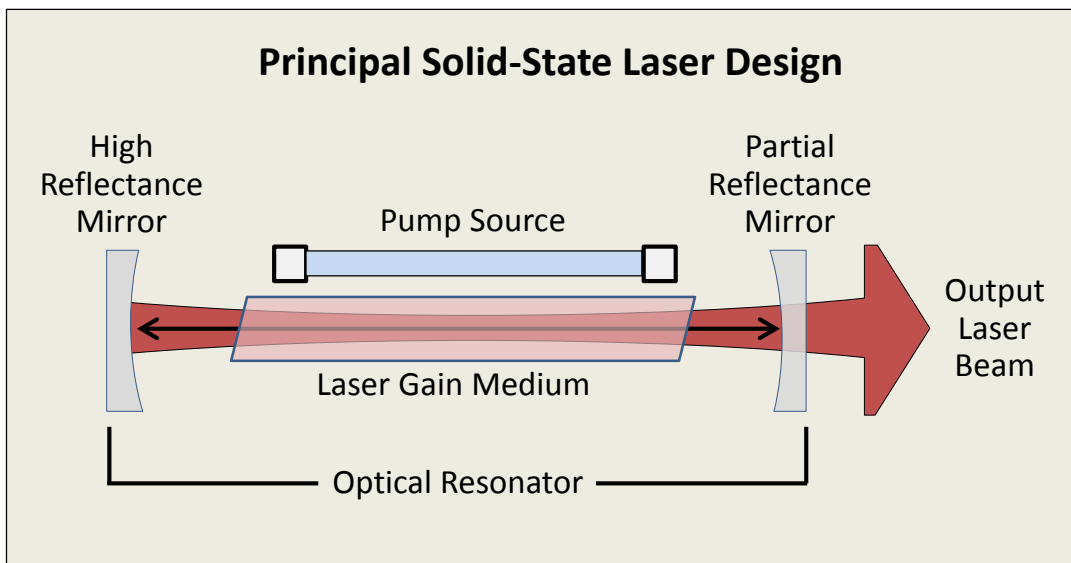 Principal Solid-State Laser Design
High
Reflectance
Mirror
Pump Source
Partial
Reflectance
Mirror
Output
Laser
Beam
Laser Gain Medium
Optical Resonator